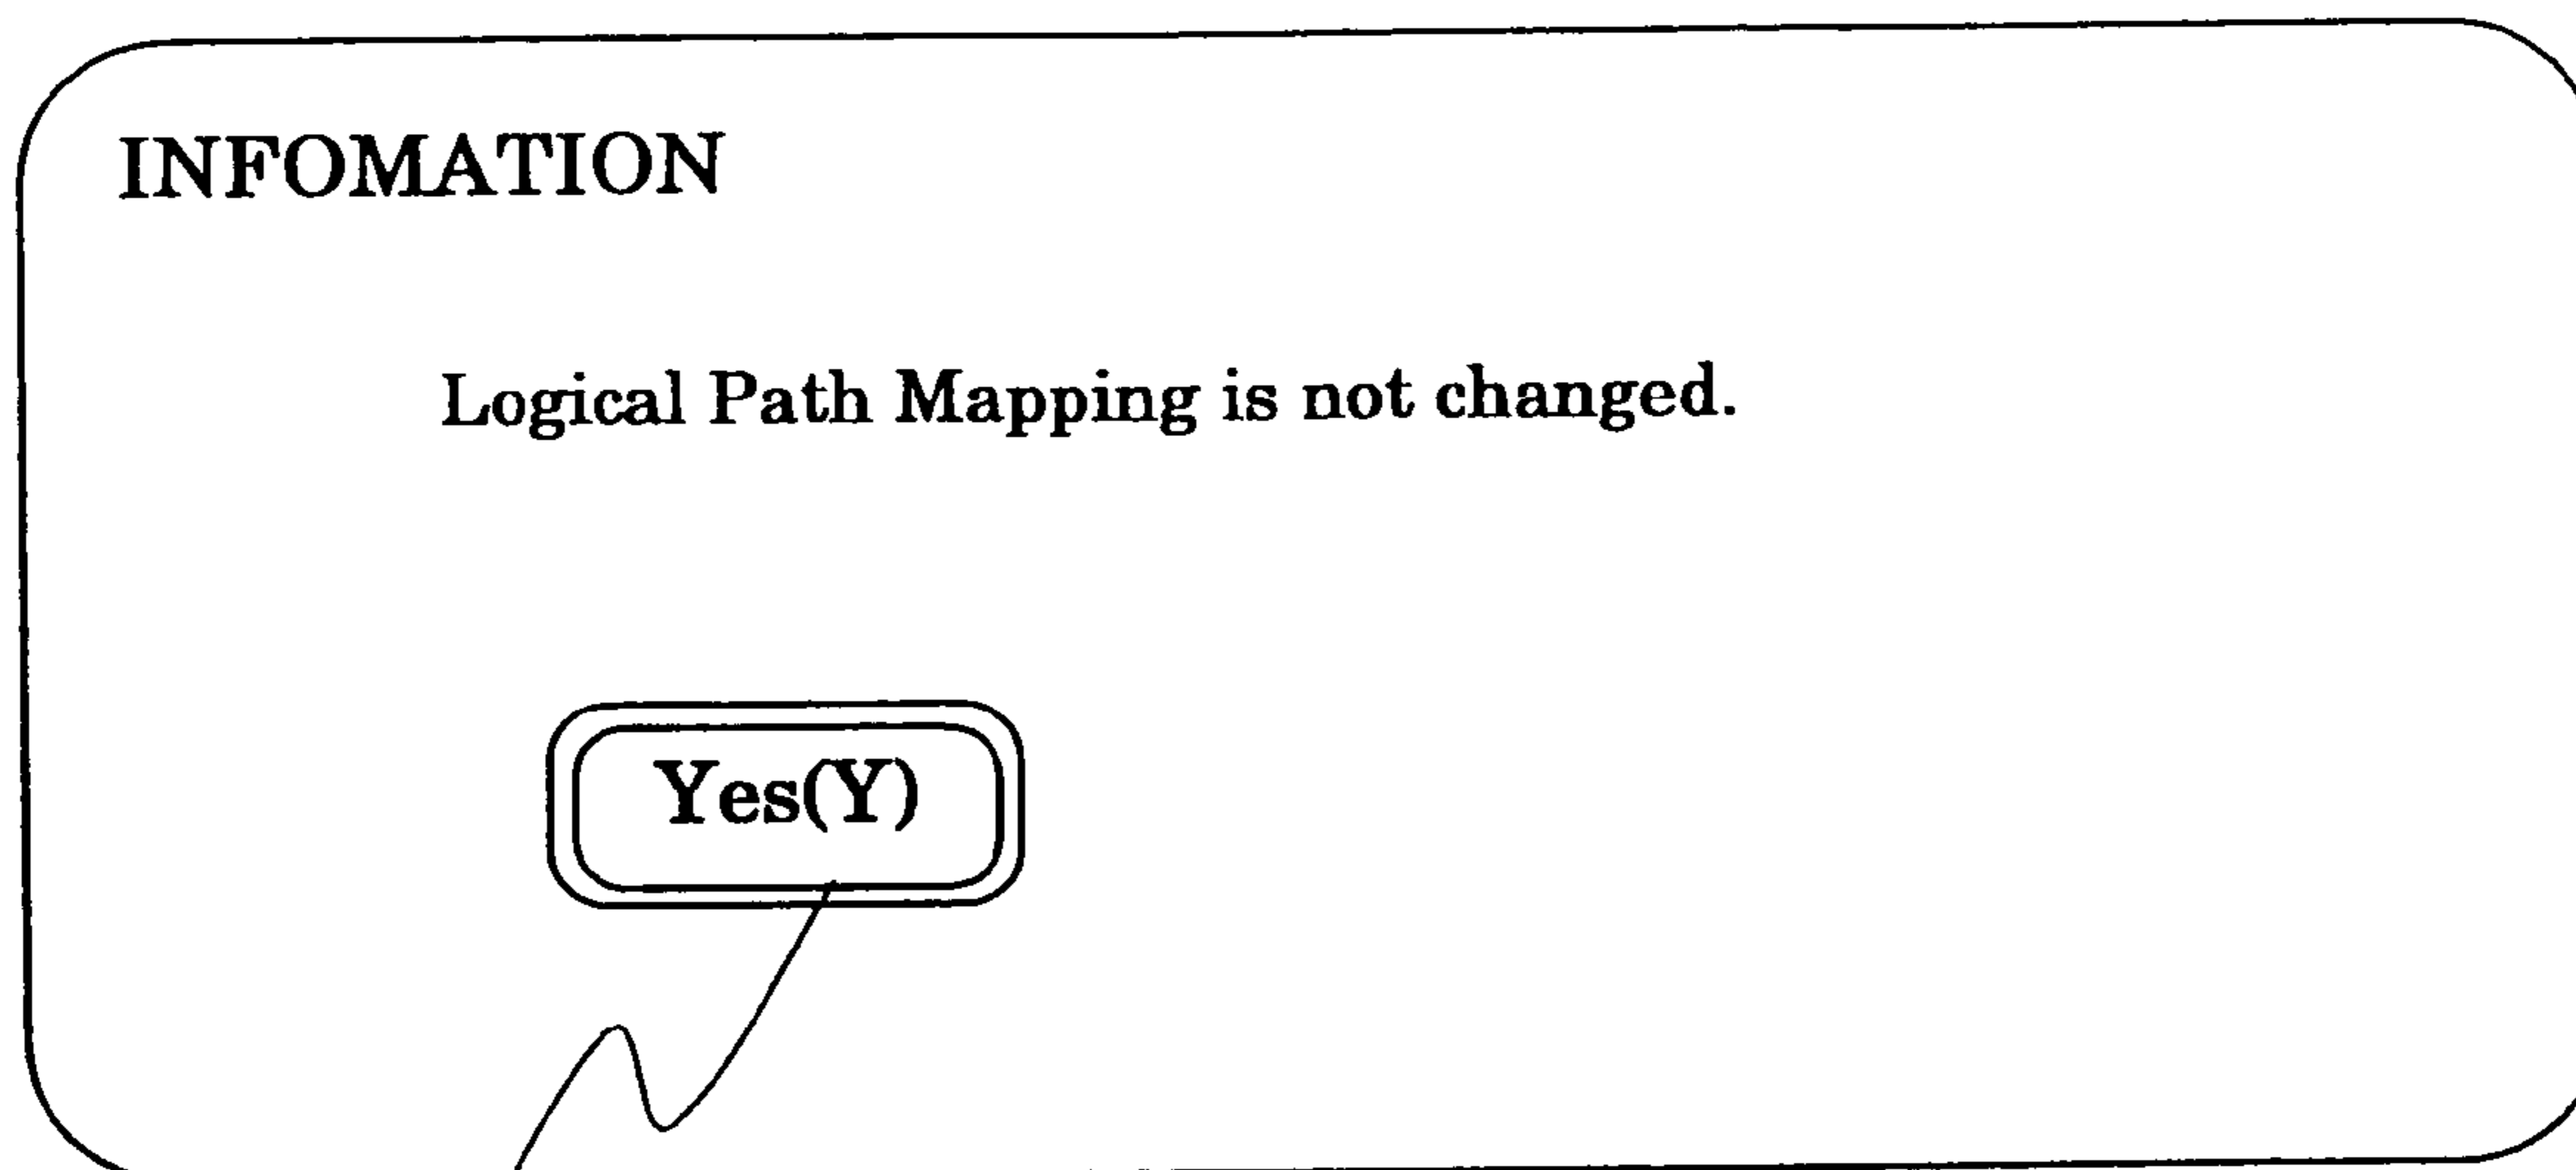 INFOMATION
Logical Path Mapping is not changed.
Yes(Y)